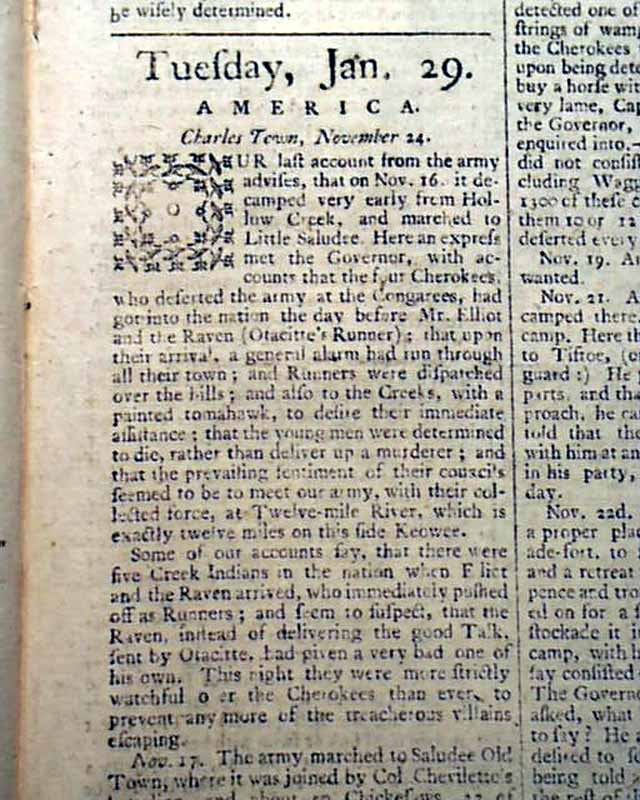 be wisely determined.
Tueſday, Jan. 29.
AMERICA.
Charles Town, November 24.
OUR laſt account from the army
adviſes, that on Nov. 16. it de-
camped very early from Hol-
low Creek, and marched to
Little Saludee. Here an expreſs
met the Governor, with ac-
counts that the four Cherokees,
who deſerted the army at the Congarees, had
got into the nation the day before Mr. Elliot
and the Raven (Otacitte's Runner); that upon
their arrival, a general alarm had run through
all their town; and Runners were diſpatched
over the hills; and alſo to the Creeks, with a
painted tomahawk, to deſire their immediate
aſſiſtance; that the young men were determined
to die, rather than deliver up a murderer; and
that the prevailing ſentiment of their councils
ſeemed to be to meet our army, with their col-
lected force, at Twelve-mile River, which is
exactly twelve miles on this ſide Keowee.
Some of our accounts ſay, that there were
five Creek Indians in the nation when Elliot
and the Raven arrived, who immediately puſhed
off as Runners; and ſeem to ſuſpect, that the
Raven, inſtead of delivering the good Talk,
ſent by Otacitte, had given a very bad one of
his own. This night they were more ſtrictly
watchful o er the Cherokees than ever, to
prevent any more of the treacherous villains
eſcaping.
Nov. 17. The army marched to Saludee Old
Town, where it was joined by Col Chevilette's
and about Chickeſaws.
detected one of
ſtrings of wam
the Cherokees
upon being dete
buy a horſe wit
very lame, Cap
the Governor,
enquired into.—
did not conſiſt
cluding Wagg
1300 of theſe c
them 10 or 12
deſerted every
Nov. 19. A
wanted.
Nov. 21. A
camped there.
camp. Here th
to Tiſtoe, (
guard:) He ſ
parts, and tha
proach, he ca
told that the
with him at an
in his party,
day.
Nov. 22d.
a proper plac
ade-fort, to
and a retreat
pence and tro
ed on for a ſ
ſtockade it i
camp, with h
ſay conſiſted
The Governo
aſked, what
to ſay? He a
deſired to ſ
being told
the reſt of